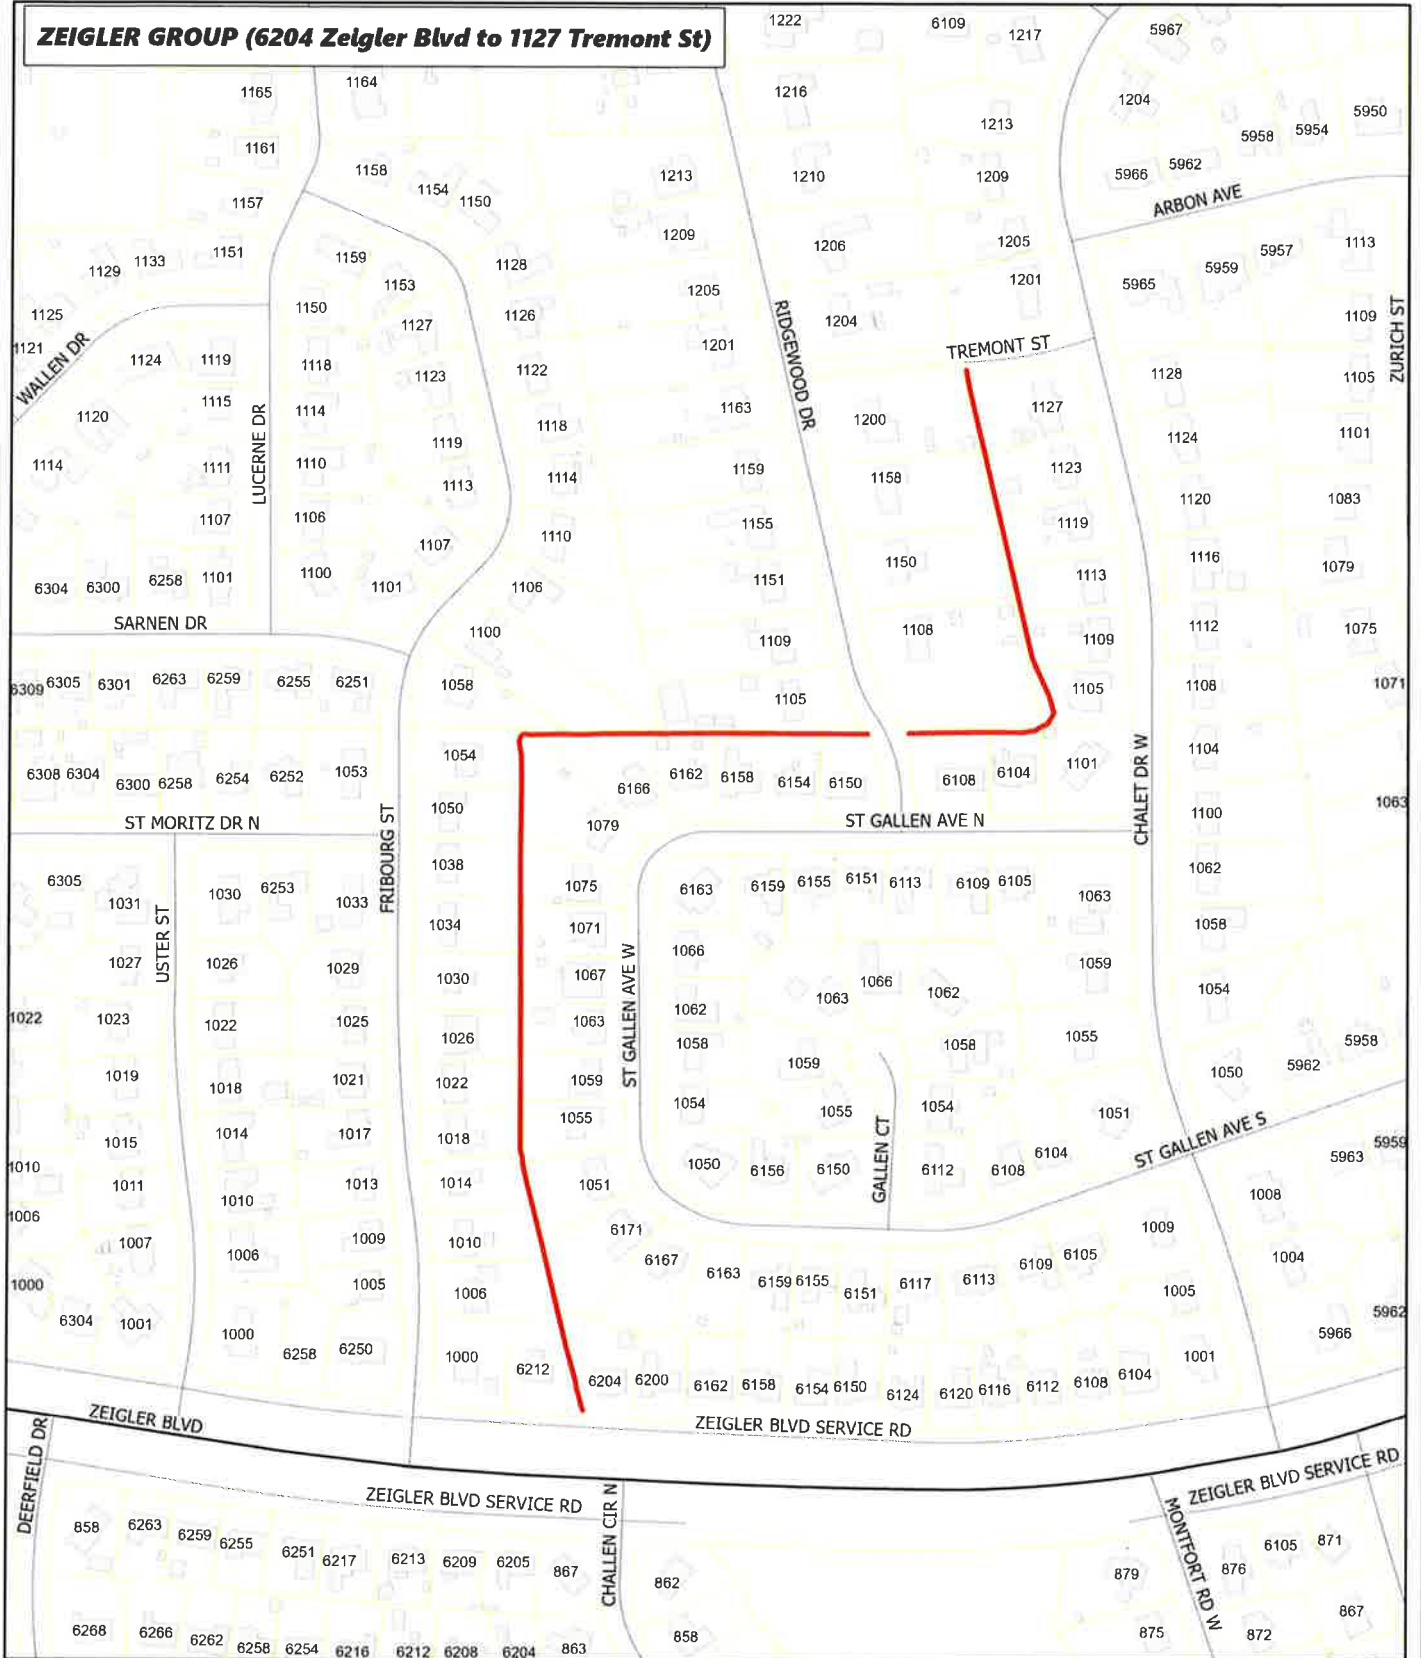 ZEIGLER GROUP (6204 Zeigler Blvd to 1127 Tremont St)
1222 6109 1217 5967
1165 1164 1216 1204
1213 5958 5954 5950
1161 1158 1154 1150 1213 1210 1209 5966 5962
1157 1209 1206 1205 ARBON AVE
1129 1133 1151 1159 1128 1201 5965 5959 5957 1113
1153 1205
1125 1150 1127 1126 1204 1109
1121 1201 TREMONT ST
WALLEN DR
RIDGEWOOD DR
ZURICH ST
1124 1119 1118 1123 1122 1128 1105
1120 1115 1114 1163 1200 1127
LUCERNE DR
1119 1118 1124 1101
1114 1111 1110 1113 1114 1159 1158 1123 1120 1083
1107 1106 1155 1119
1107 1110 1150 1116 1079
6304 6300 6258 1101 1100 1101 1106 1151 1113
SARNEN DR
1100 1109 1108 1109 1112 1075
6309 6305 6301 6263 6259 6255 6251 1058 1105 1105 1108 1071
6308 6304 6300 6258 6254 6252 1053 1054 6166 6162 6158 6154 6150 6108 6104 1101 1104
CHALET DR W
1063
1050 1079 1100
ST MORITZ DR N
ST GALLEN AVE N
FRIBOURG ST
6305 1031 1030 6253 1033 1038 1075 6163 6159 6155 6151 6113 6109 6105 1063 1062
USTER ST
1034 1071 1058
1027 1026 1029 1030 1067 1066 1063 1066 1062 1059 1054
ST GALLEN AVE W
1022 1023 1022 1025 1026 1063 1062 1058 1058 1055 5958
1019 1018 1021 1022 1059 1059 1050 5962
1055 1054 1055 1054 1051
GALLEN CT
ST GALLEN AVE S
1015 1014 1017 1018 5959
1010 1011 1010 1013 1014 1051 1050 6156 6150 6112 6108 6104 5963
1006 1008
1007 1006 1009 1010 6171 6167 6163 6159 6155 6151 6117 6113 6109 6105 1009 1004
1000 1005 1006 1005
6304 1001 1000 6258 6250 1000 6212 1001 5966 5962
6204 6200 6162 6158 6154 6150 6124 6120 6116 6112 6108 6104
ZEIGLER BLVD
ZEIGLER BLVD SERVICE RD
DEERFIELD DR
ZEIGLER BLVD SERVICE RD
ZEIGLER BLVD SERVICE RD
CHALLEN CIR N
MONTFORT RD W
858 6263 6259 6255 6251 6217 6213 6209 6205 867 862 879 876 6105 871
6268 6266 6262 6258 6254 6216 6212 6208 6204 863 858 875 872 867